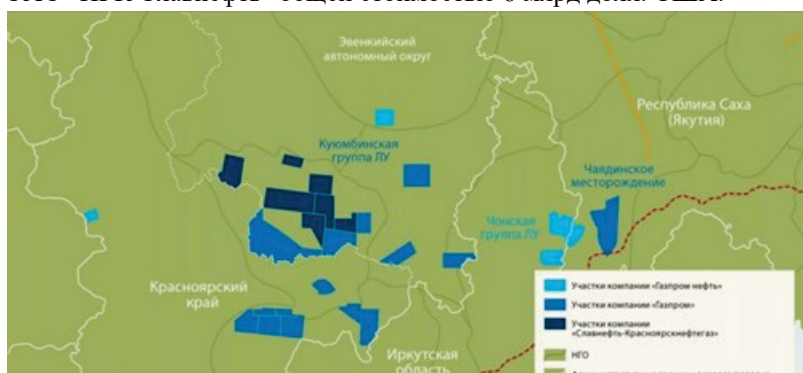 Эвенкийский
автономный округ
Республика Саха
(Якутия)
Куюмбинская
группа ЛУ
Чаяндинское
месторождение
Чонская
группа ЛУ
Красноярский
край
Иркутская
область
Участки компании «Газпром нефть»
Участки компании «Газпром»
Участки компании
«Славнефть-Красноярскнефтегаз»
НГО